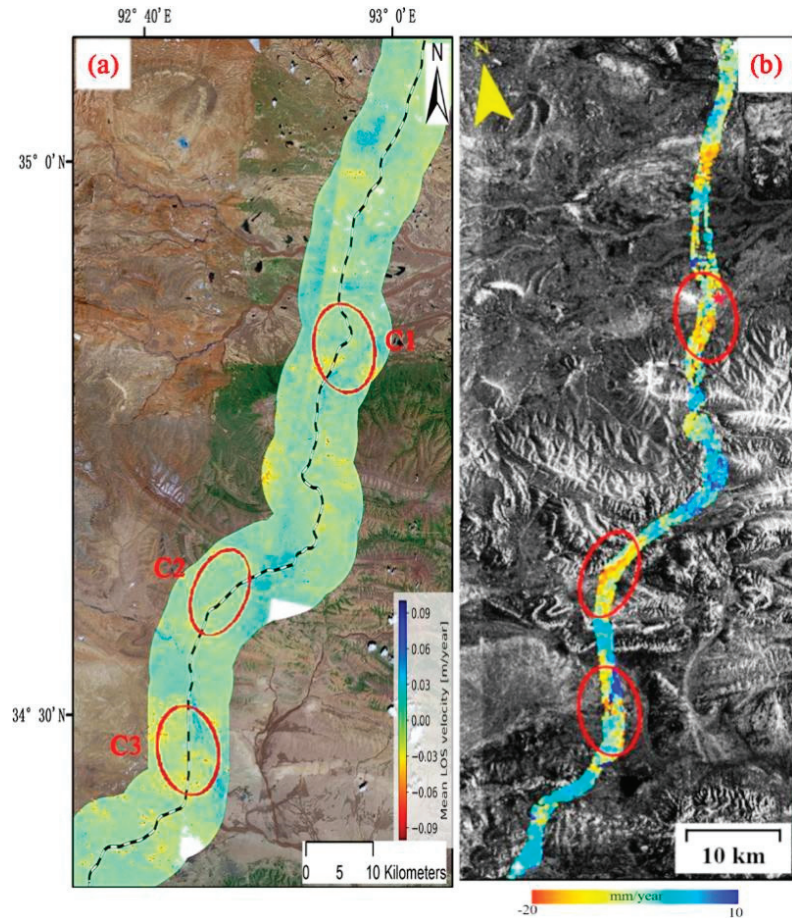 92° 40' E
93° 0' E
(a)
N
35° 0' N
C1
C2
34° 30' N
C3
0.09
0.06
0.03
0.00
-0.03
-0.06
-0.09
Mean LOS velocity [m/year]
0
5
10 Kilometers
N
(b)
10 km
mm/year
-20
10